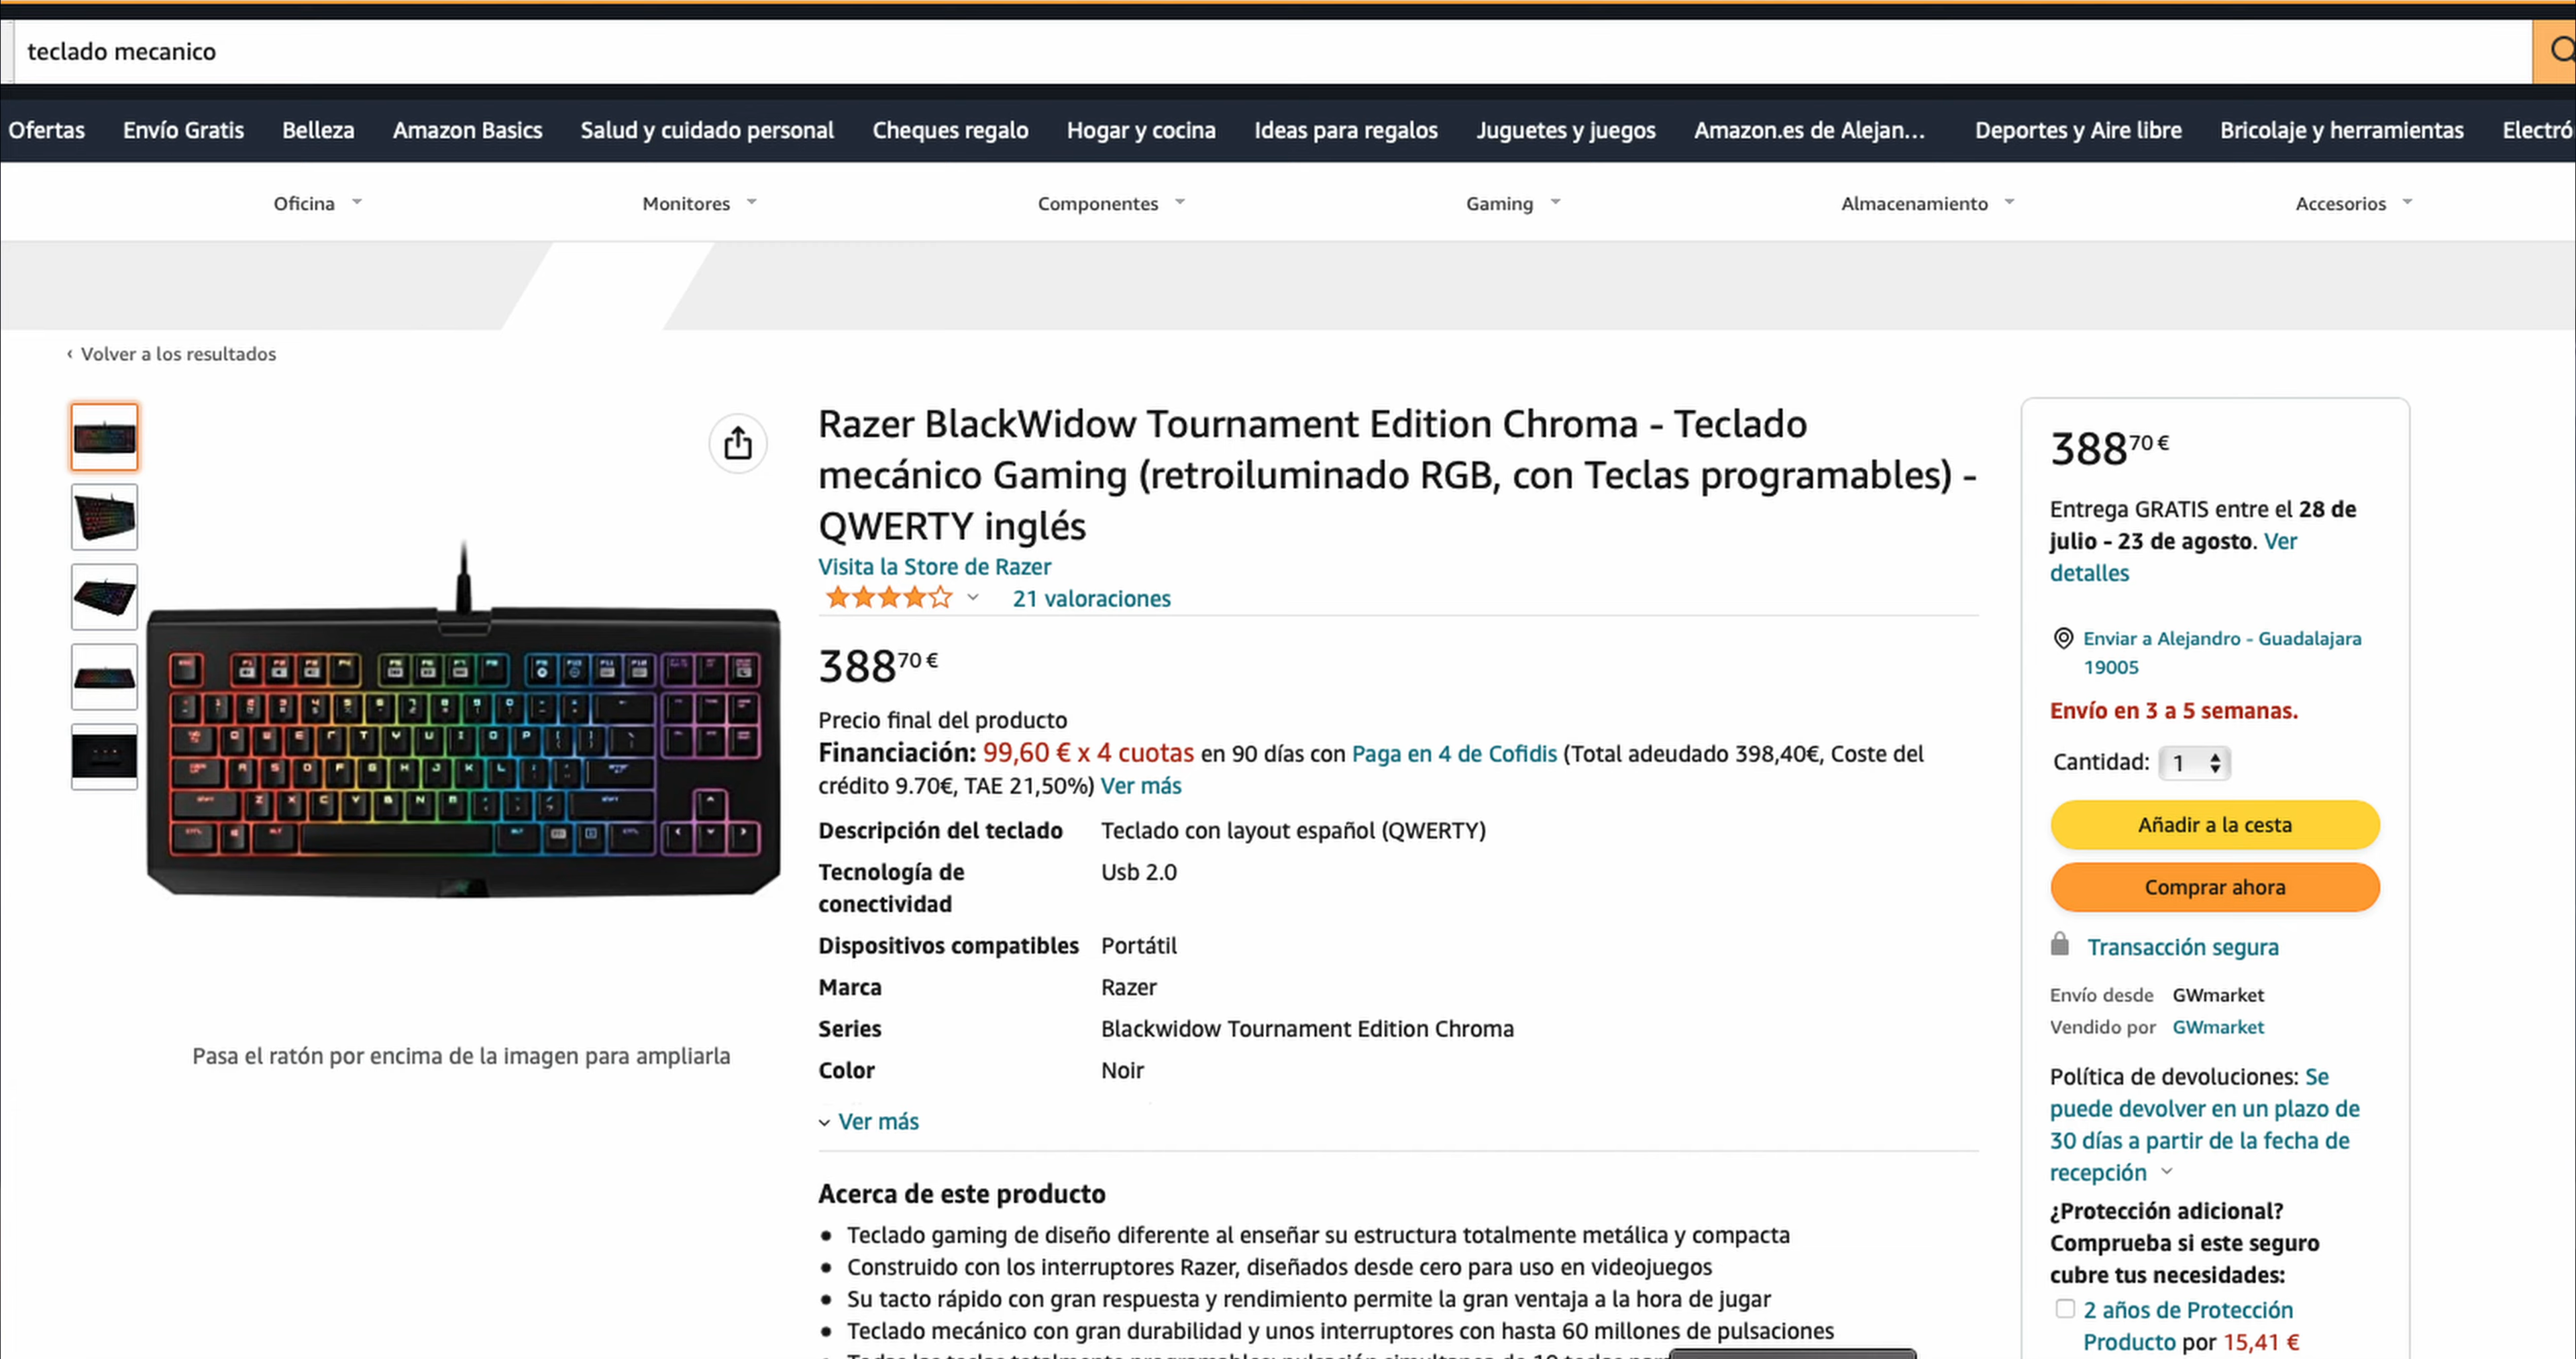 teclado mecanico
Ofertas Envío Gratis Belleza Amazon Basics Salud y cuidado personal Cheques regalo Hogar y cocina Ideas para regalos Juguetes y juegos Amazon.es de Alejan... Deportes y Aire libre Bricolaje y herramientas Electró
Oficina Monitores Componentes Gaming Almacenamiento Accesorios
‹ Volver a los resultados
Razer BlackWidow Tournament Edition Chroma - Teclado
mecánico Gaming (retroiluminado RGB, con Teclas programables) -
QWERTY inglés
Visita la Store de Razer
21 valoraciones
388 70 €
Precio final del producto
Financiación: 99,60 € x 4 cuotas en 90 días con Paga en 4 de Cofidis (Total adeudado 398,40€, Coste del
crédito 9.70€, TAE 21,50%) Ver más
Descripción del teclado Teclado con layout español (QWERTY)
Tecnología de Usb 2.0
conectividad
Dispositivos compatibles Portátil
Marca Razer
Series Blackwidow Tournament Edition Chroma
Color Noir
Ver más
Pasa el ratón por encima de la imagen para ampliarla
Acerca de este producto
• Teclado gaming de diseño diferente al enseñar su estructura totalmente metálica y compacta
• Construido con los interruptores Razer, diseñados desde cero para uso en videojuegos
• Su tacto rápido con gran respuesta y rendimiento permite la gran ventaja a la hora de jugar
• Teclado mecánico con gran durabilidad y unos interruptores con hasta 60 millones de pulsaciones
388 70 €
Entrega GRATIS entre el 28 de
julio - 23 de agosto. Ver
detalles
Enviar a Alejandro - Guadalajara
19005
Envío en 3 a 5 semanas.
Cantidad: 1
Añadir a la cesta
Comprar ahora
Transacción segura
Envío desde GWmarket
Vendido por GWmarket
Política de devoluciones: Se
puede devolver en un plazo de
30 días a partir de la fecha de
recepción
¿Protección adicional?
Comprueba si este seguro
cubre tus necesidades:
2 años de Protección
Producto por 15,41 €